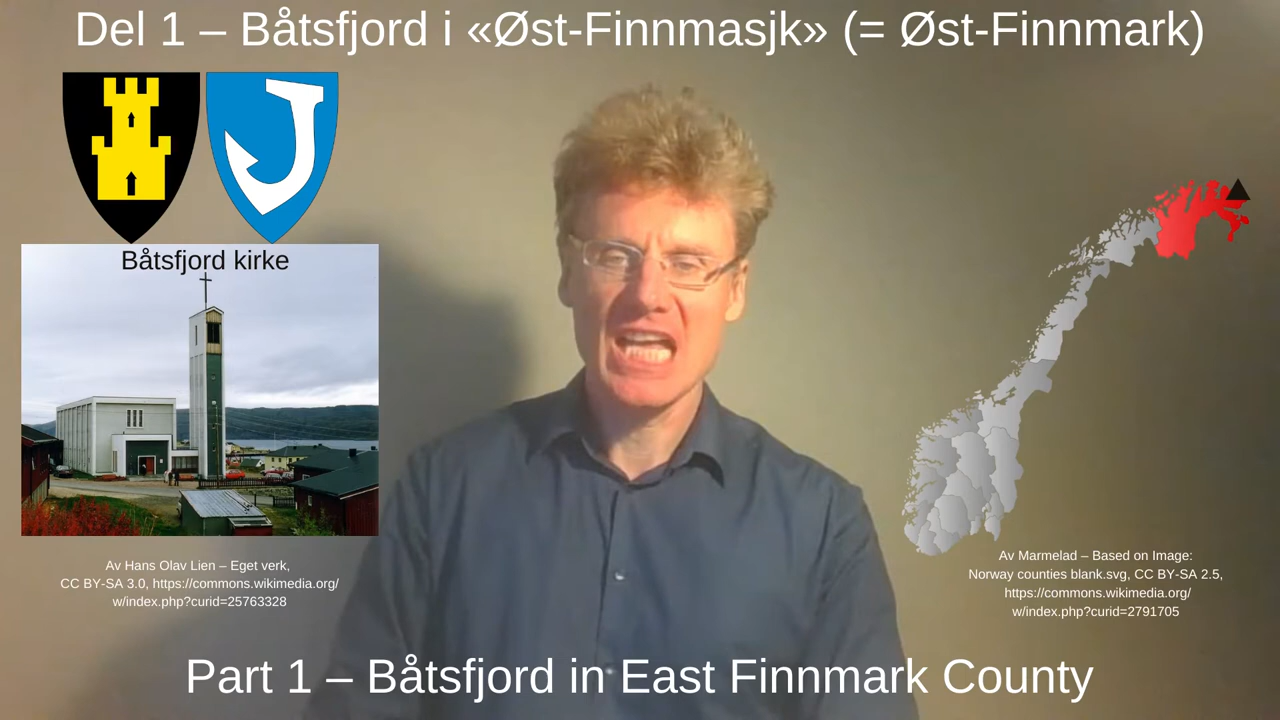 Del 1 – Båtsfjord i «Øst-Finnmasjk» (= Øst-Finnmark)
Båtsfjord kirke
Av Hans Olav Lien – Eget verk,
CC BY-SA 3.0, https://commons.wikimedia.org/
w/index.php?curid=25763328
Av Marmelad – Based on Image:
Norway counties blank.svg, CC BY-SA 2.5,
https://commons.wikimedia.org/
w/index.php?curid=2791705
Part 1 – Båtsfjord in East Finnmark County